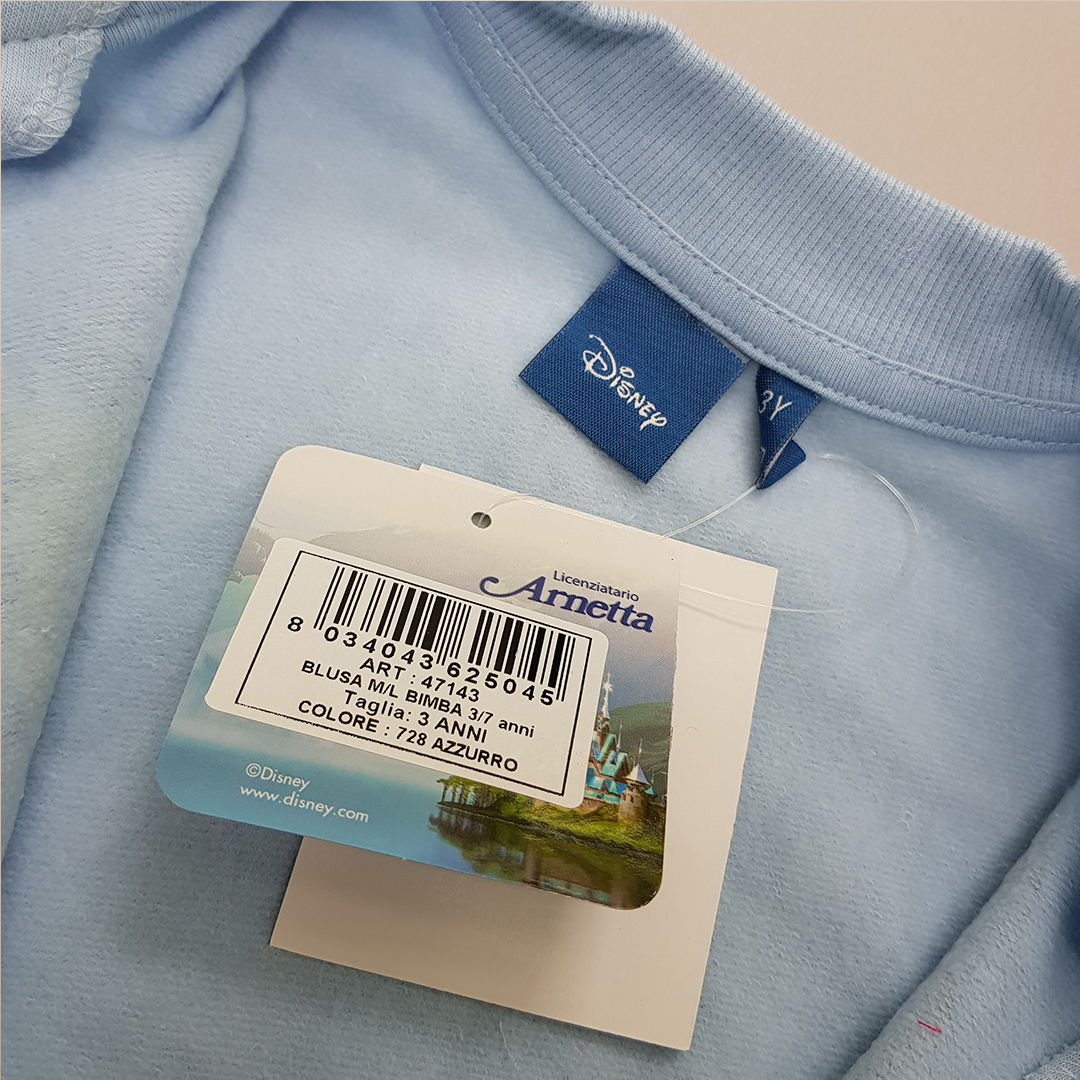 Disney
3Y
Licenziatario
Arnetta
8 034043 625045
ART : 47143
BLUSA M/L BIMBA 3/7 anni
Taglia: 3 ANNI
COLORE : 728 AZZURRO
©Disney
www.disney.com